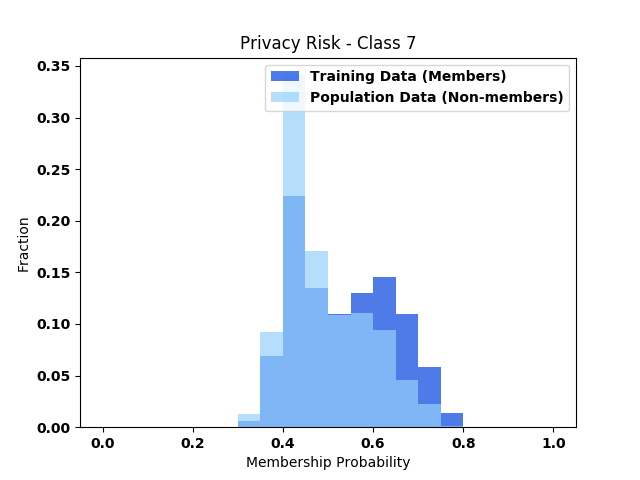 Privacy Risk - Class 7
Training Data (Members)
Population Data (Non-members)
0.35
0.30
0.25
0.20
0.15
0.10
0.05
0.00
Fraction
0.0 0.2 0.4 0.6 0.8 1.0
Membership Probability